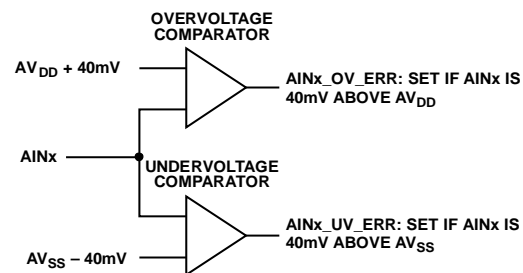 OVERVOLTAGE
COMPARATOR
AVDD + 40mV
AINx_OV_ERR: SET IF AINx IS
40mV ABOVE AVDD
AINx
UNDERVOLTAGE
COMPARATOR
AINx_UV_ERR: SET IF AINx IS
40mV ABOVE AVSS
AVSS – 40mV